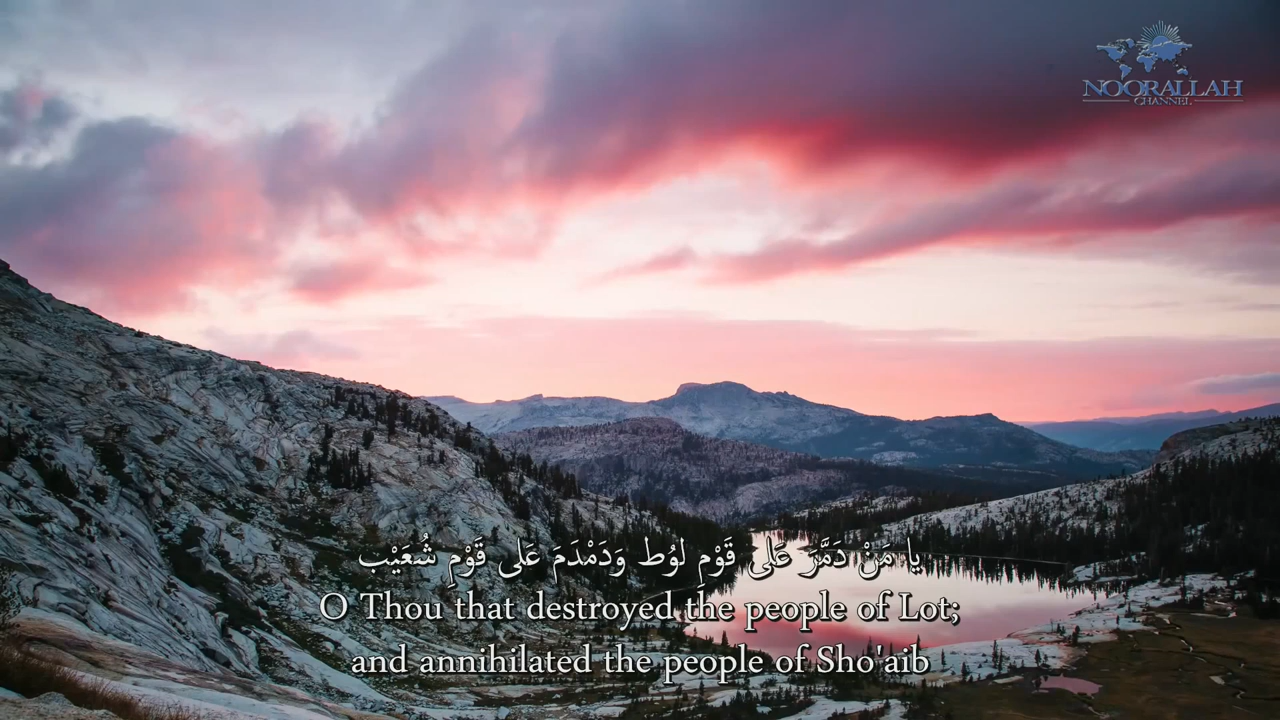 NOORALLAH
CHANNEL
يا مَنْ دَمَّرَ عَلى قَوْمِ لوُط وَدَمْدَمَ عَلى قَوْمِ شُعَيْب
O Thou that destroyed the people of Lot;
and annihilated the people of Sho'aib